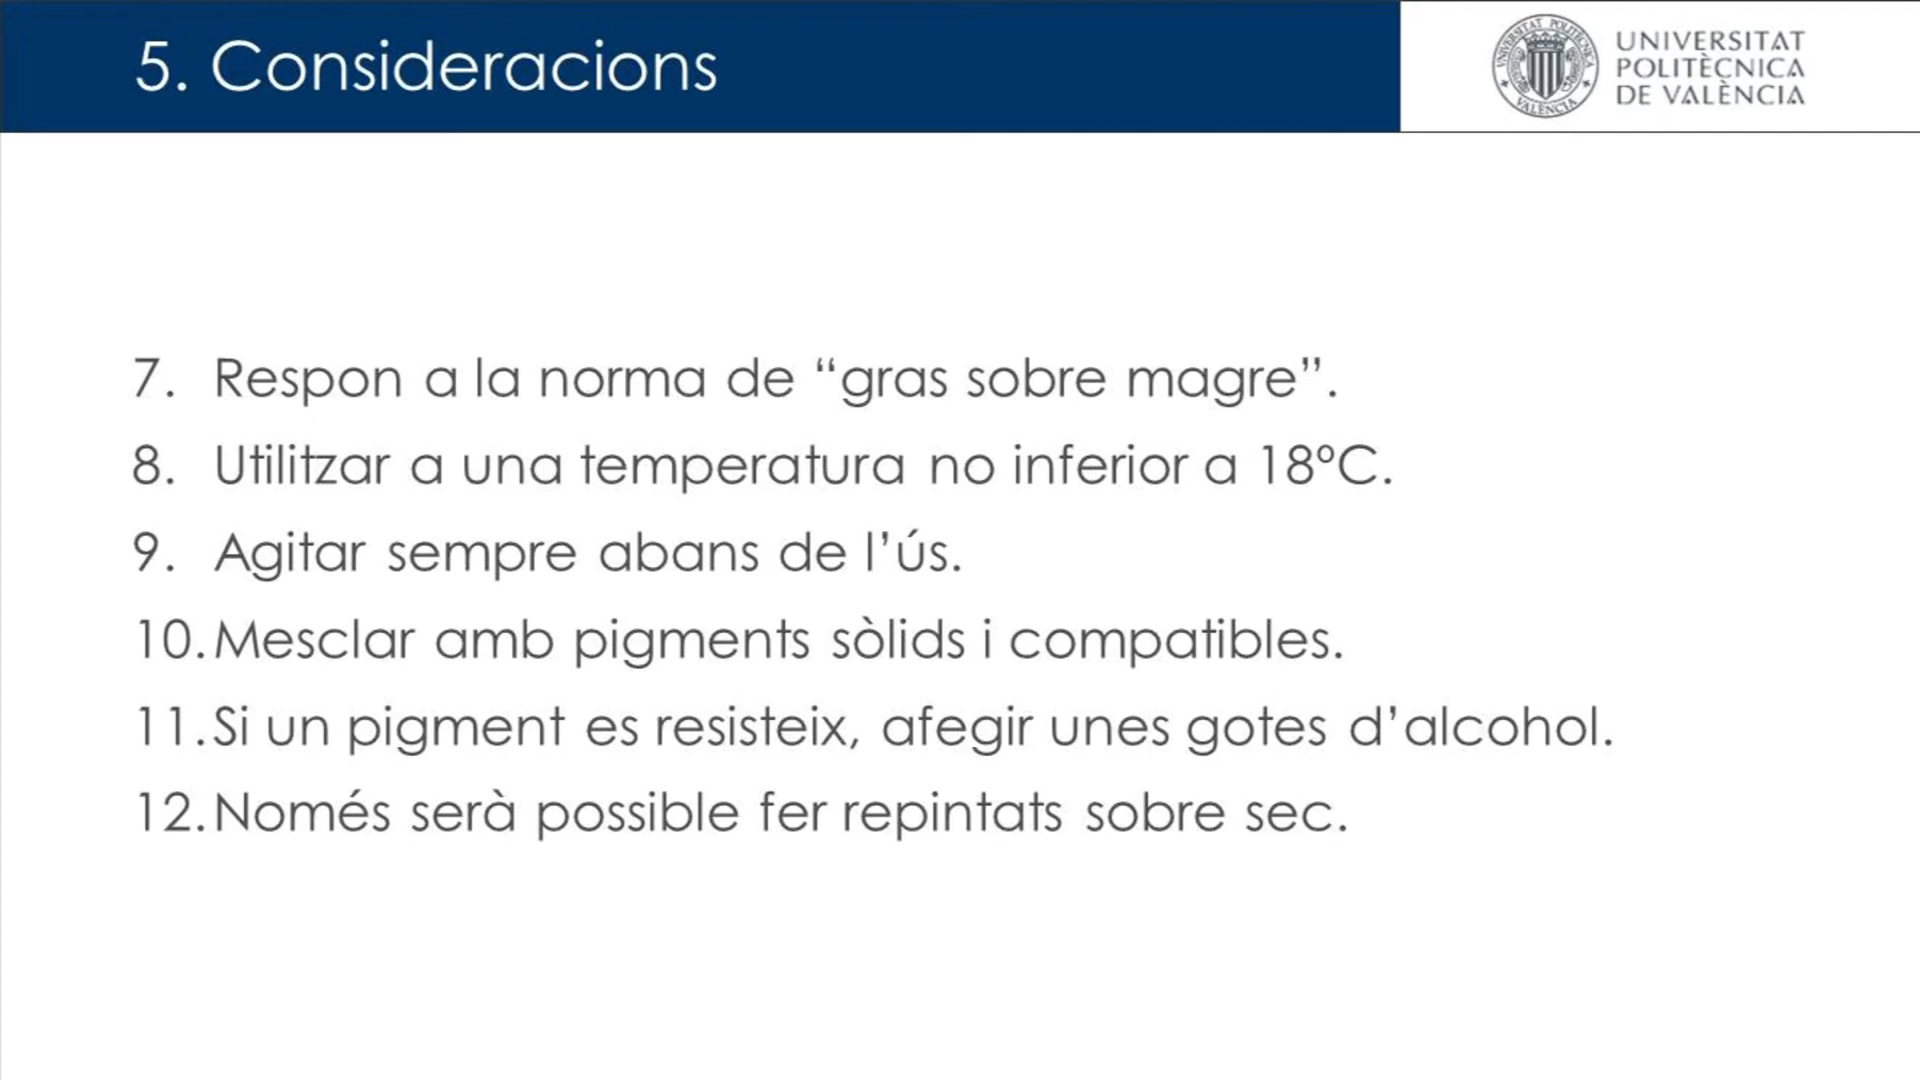 5. Consideracions
UNIVERSITAT
POLITÈCNICA
DE VALÈNCIA
7. Respon a la norma de “gras sobre magre”.
8. Utilitzar a una temperatura no inferior a 18ºC.
9. Agitar sempre abans de l’ús.
10. Mesclar amb pigments sòlids i compatibles.
11. Si un pigment es resisteix, afegir unes gotes d’alcohol.
12. Només serà possible fer repintats sobre sec.